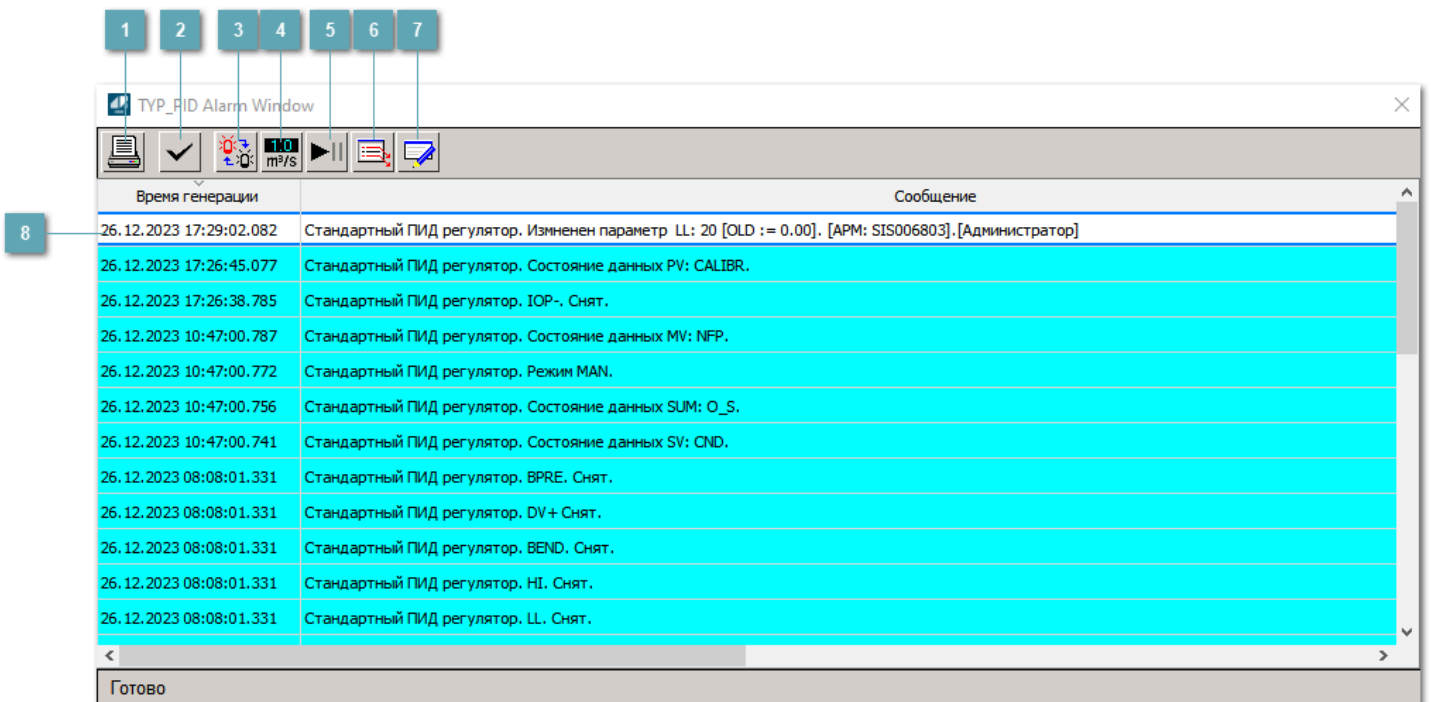 1 2 3 4 5 6 7
TYP_PID Alarm Window
1.0
m³/s
Время генерации Сообщение
8
26.12.2023 17:29:02.082 Стандартный ПИД регулятор. Измненен параметр LL: 20 [OLD := 0.00]. [АРМ: SIS006803].[Администратор]
26.12.2023 17:26:45.077 Стандартный ПИД регулятор. Состояние данных PV: CALIBR.
26.12.2023 17:26:38.785 Стандартный ПИД регулятор. IOP-. Снят.
26.12.2023 10:47:00.787 Стандартный ПИД регулятор. Состояние данных MV: NFP.
26.12.2023 10:47:00.772 Стандартный ПИД регулятор. Режим MAN.
26.12.2023 10:47:00.756 Стандартный ПИД регулятор. Состояние данных SUM: O_S.
26.12.2023 10:47:00.741 Стандартный ПИД регулятор. Состояние данных SV: CND.
26.12.2023 08:08:01.331 Стандартный ПИД регулятор. BPRE. Снят.
26.12.2023 08:08:01.331 Стандартный ПИД регулятор. DV+ Снят.
26.12.2023 08:08:01.331 Стандартный ПИД регулятор. BEND. Снят.
26.12.2023 08:08:01.331 Стандартный ПИД регулятор. HI. Снят.
26.12.2023 08:08:01.331 Стандартный ПИД регулятор. LL. Снят.
Готово